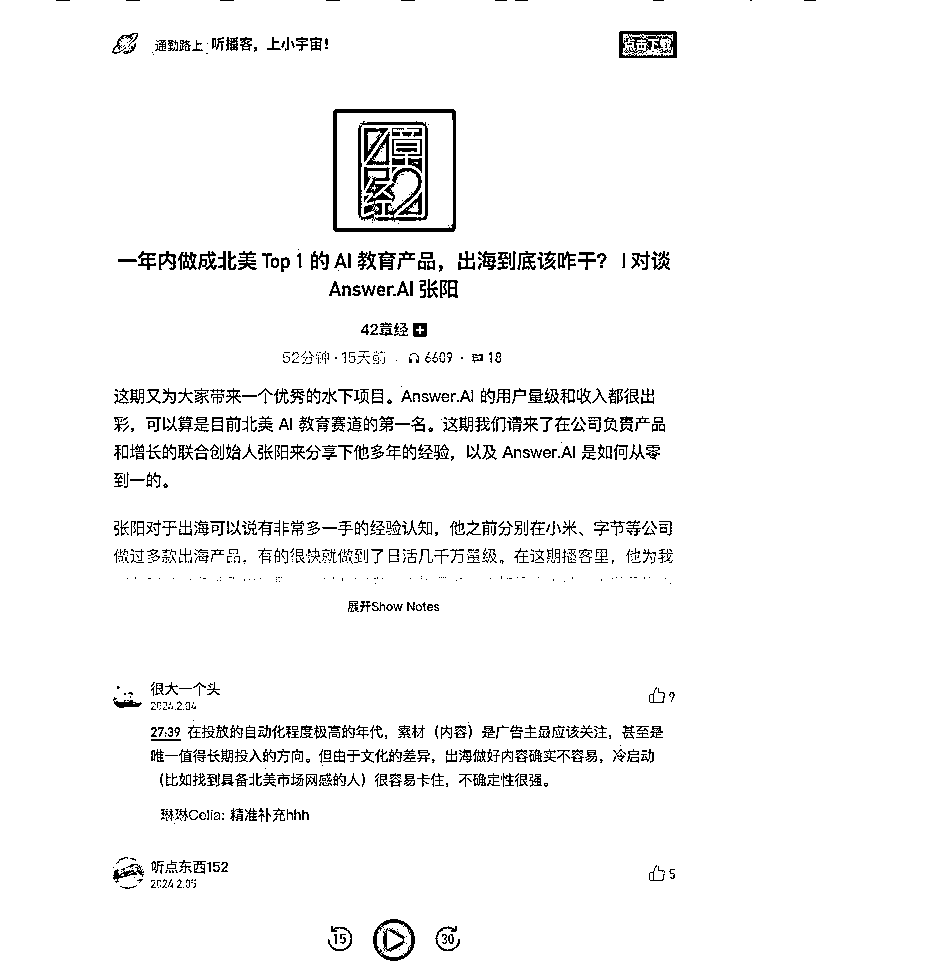 通勤路上 听播客，上小宇宙！
点击下载
章
经
一年内做成北美 Top 1 的 AI 教育产品，出海到底该咋干？ | 对谈
Answer.AI 张阳
42章经
52分钟 · 15天前 · 6609 · 18
这期又为大家带来一个优秀的水下项目。Answer.AI 的用户量级和收入都很出
彩，可以算是目前北美 AI 教育赛道的第一名。这期我们请来了在公司负责产品
和增长的联合创始人张阳来分享下他多年的经验，以及 Answer.AI 是如何从零
到一的。
张阳对于出海可以说有非常多一手的经验认知，他之前分别在小米、字节等公司
做过多款出海产品，有的很快就做到了日活几千万量级。在这期播客里，他为我
展开Show Notes
很大一个头
2024.2.04
9
27:39 在投放的自动化程度极高的年代，素材（内容）是广告主最应该关注，甚至是
唯一值得长期投入的方向。但由于文化的差异，出海做好内容确实不容易，冷启动
（比如找到具备北美市场网感的人）很容易卡住，不确定性很强。
琳琳Celia: 精准补充hhh
听点东西152
2024.2.05
5
15
30